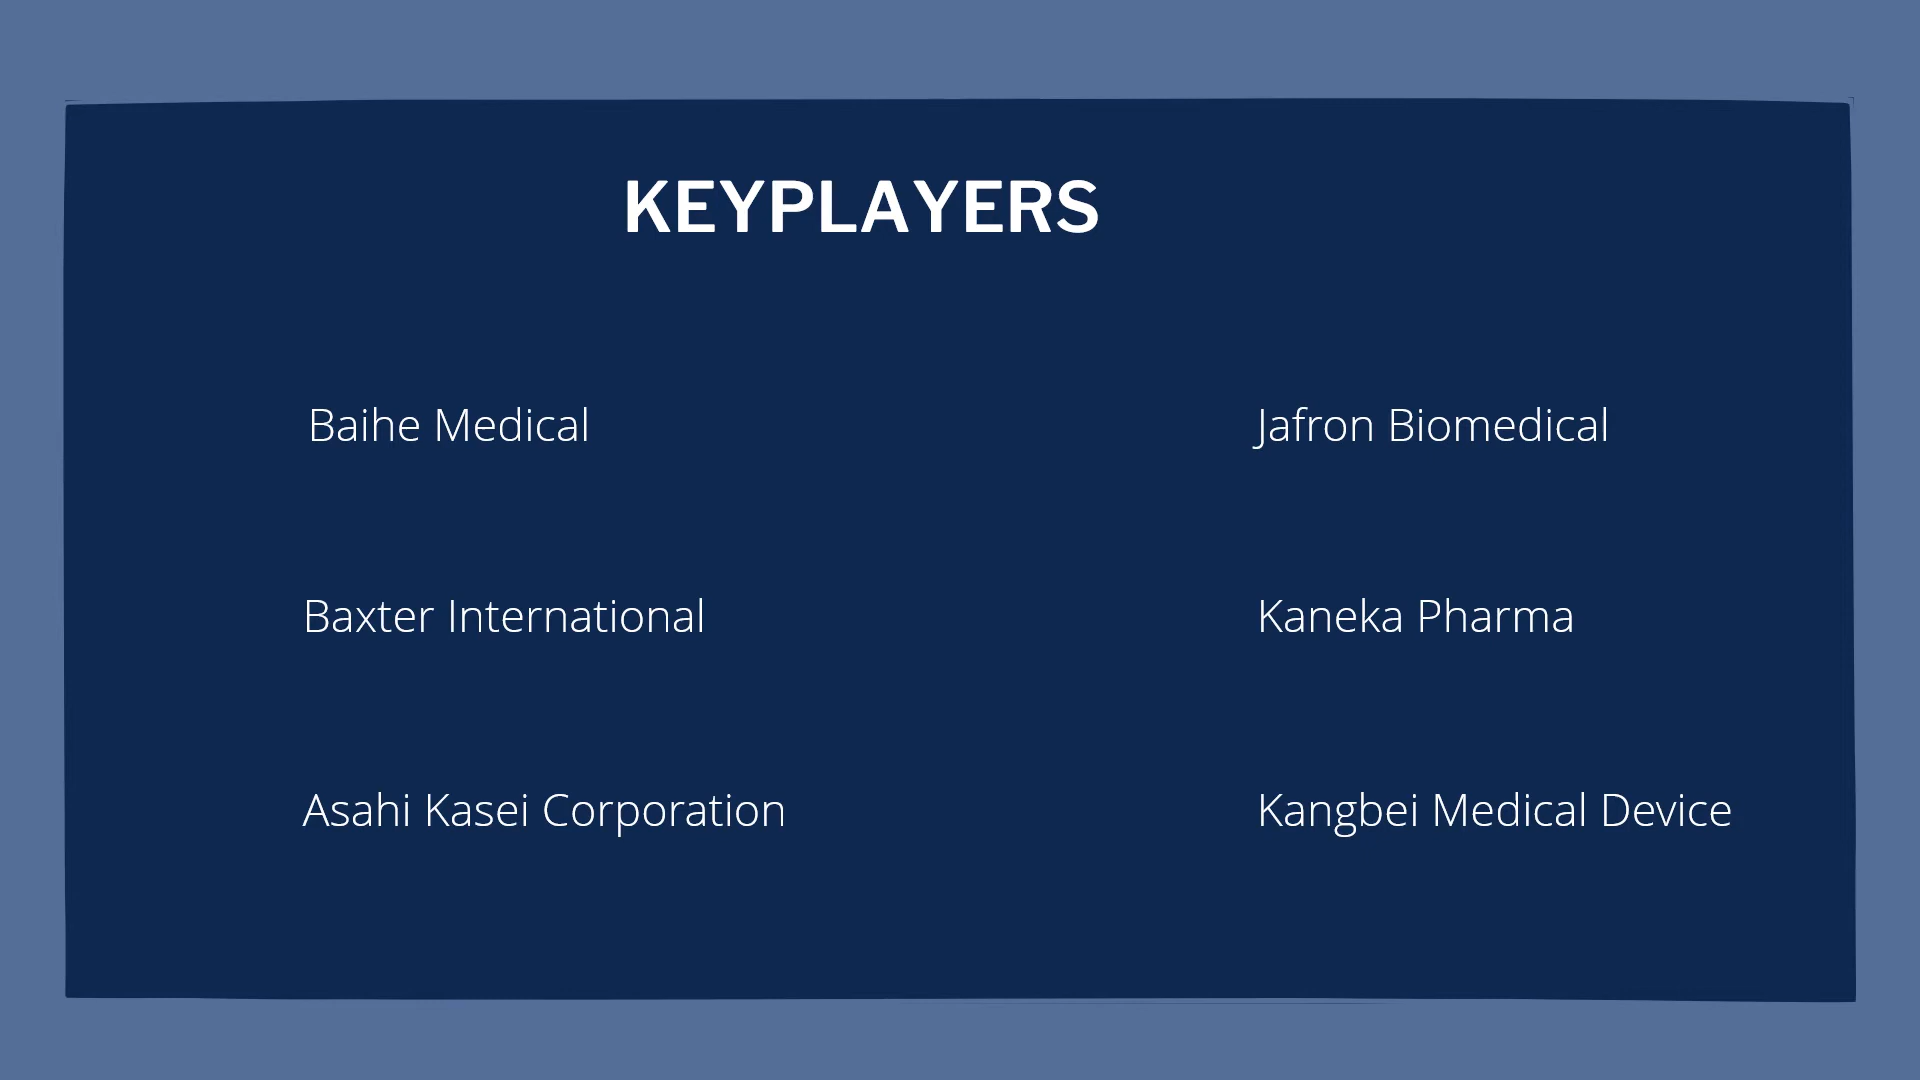 KEYPLAYERS
Baihe Medical
Jafron Biomedical
Baxter International
Kaneka Pharma
Asahi Kasei Corporation
Kangbei Medical Device